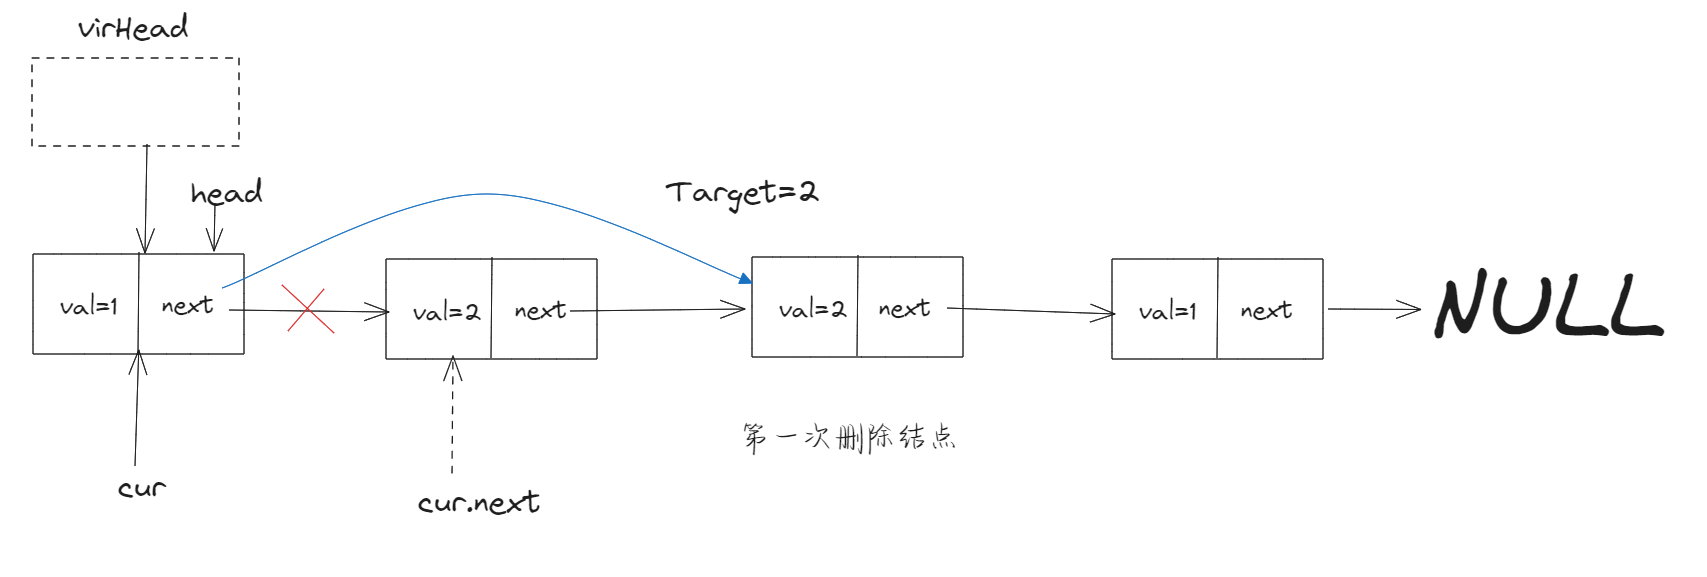 virHead
head
Target=2
val=1 next
val=2 next
val=2 next
val=1 next
NULL
第一次删除结点
cur
cur.next